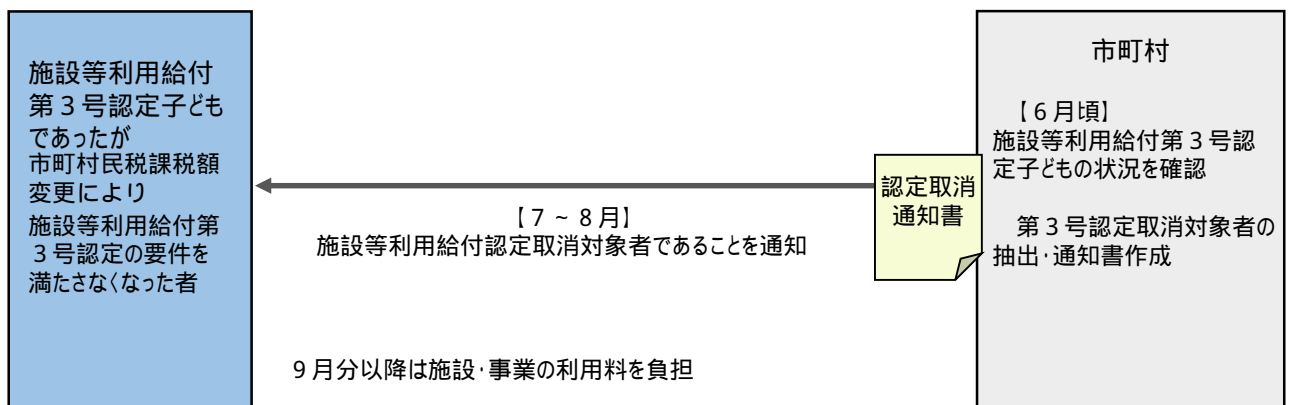 施設等利用給付
第３号認定子ども
であったが
市町村民税課税額
変更により
施設等利用給付第
３号認定の要件を
満たさなくなった者
【７～８月】
施設等利用給付認定取消対象者であることを通知
９月分以降は施設･事業の利用料を負担
認定取消
通知書
市町村
【６月頃】
施設等利用給付第３号認
定子どもの状況を確認
第３号認定取消対象者の
抽出･通知書作成